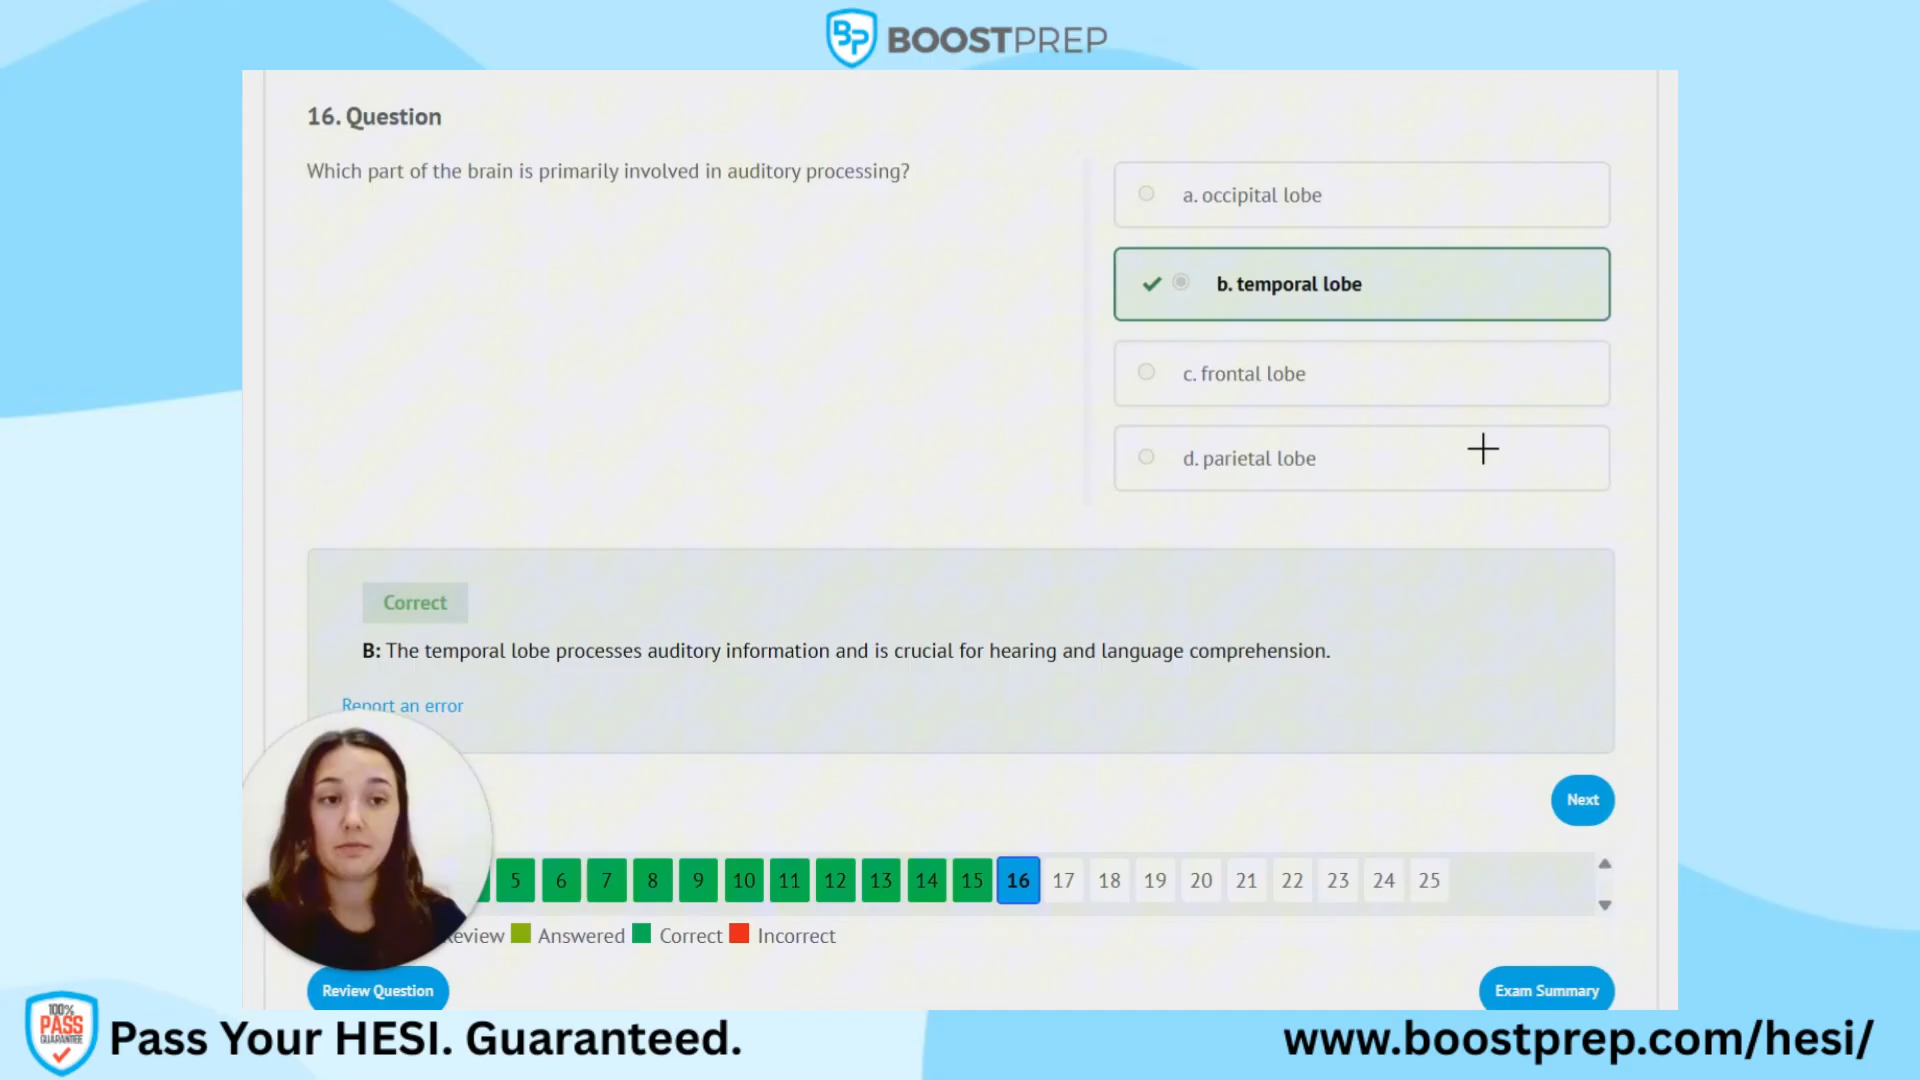 BP BOOSTPREP
16. Question
Which part of the brain is primarily involved in auditory processing?
a. occipital lobe
b. temporal lobe
c. frontal lobe
d. parietal lobe
Correct
B: The temporal lobe processes auditory information and is crucial for hearing and language comprehension.
Report an error
Next
5 6 7 8 9 10 11 12 13 14 15 16 17 18 19 20 21 22 23 24 25
Review Answered Correct Incorrect
Review Question
Exam Summary
100% PASS GUARANTEE
Pass Your HESI. Guaranteed.
www.boostprep.com/hesi/